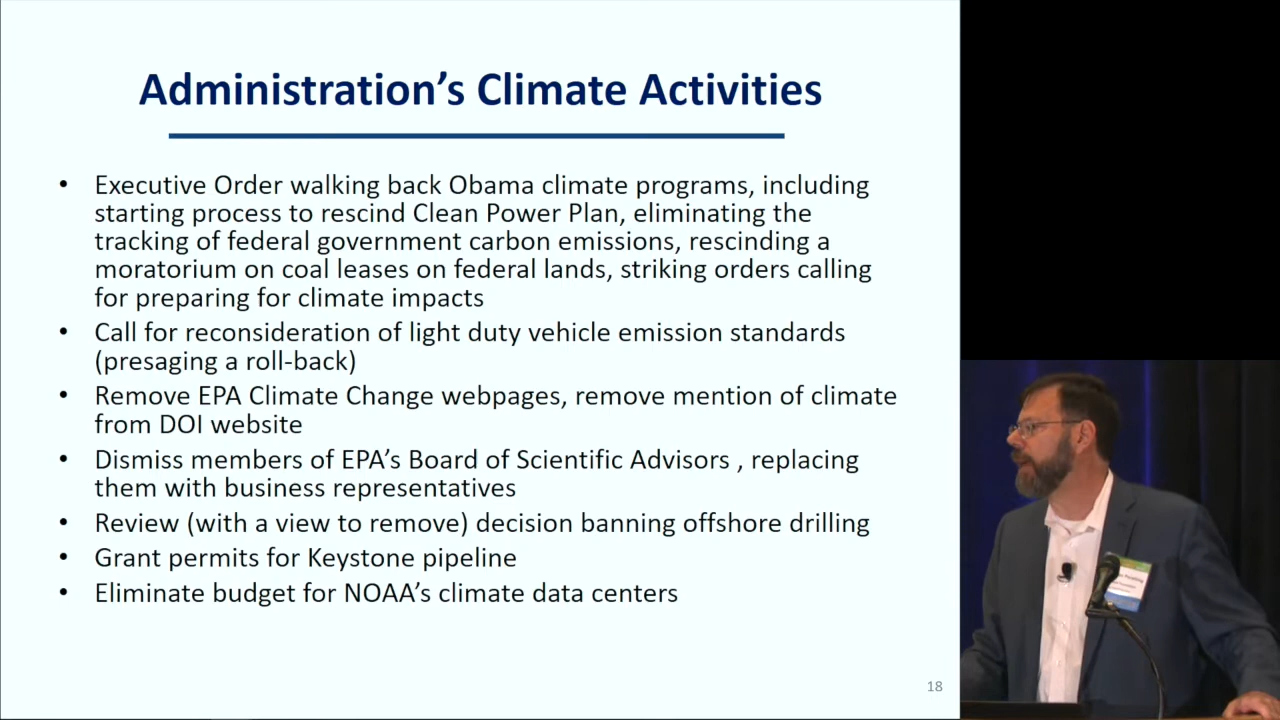 Administration’s Climate Activities
• Executive Order walking back Obama climate programs, including
starting process to rescind Clean Power Plan, eliminating the
tracking of federal government carbon emissions, rescinding a
moratorium on coal leases on federal lands, striking orders calling
for preparing for climate impacts
• Call for reconsideration of light duty vehicle emission standards
(presaging a roll-back)
• Remove EPA Climate Change webpages, remove mention of climate
from DOI website
• Dismiss members of EPA’s Board of Scientific Advisors , replacing
them with business representatives
• Review (with a view to remove) decision banning offshore drilling
• Grant permits for Keystone pipeline
• Eliminate budget for NOAA’s climate data centers
18